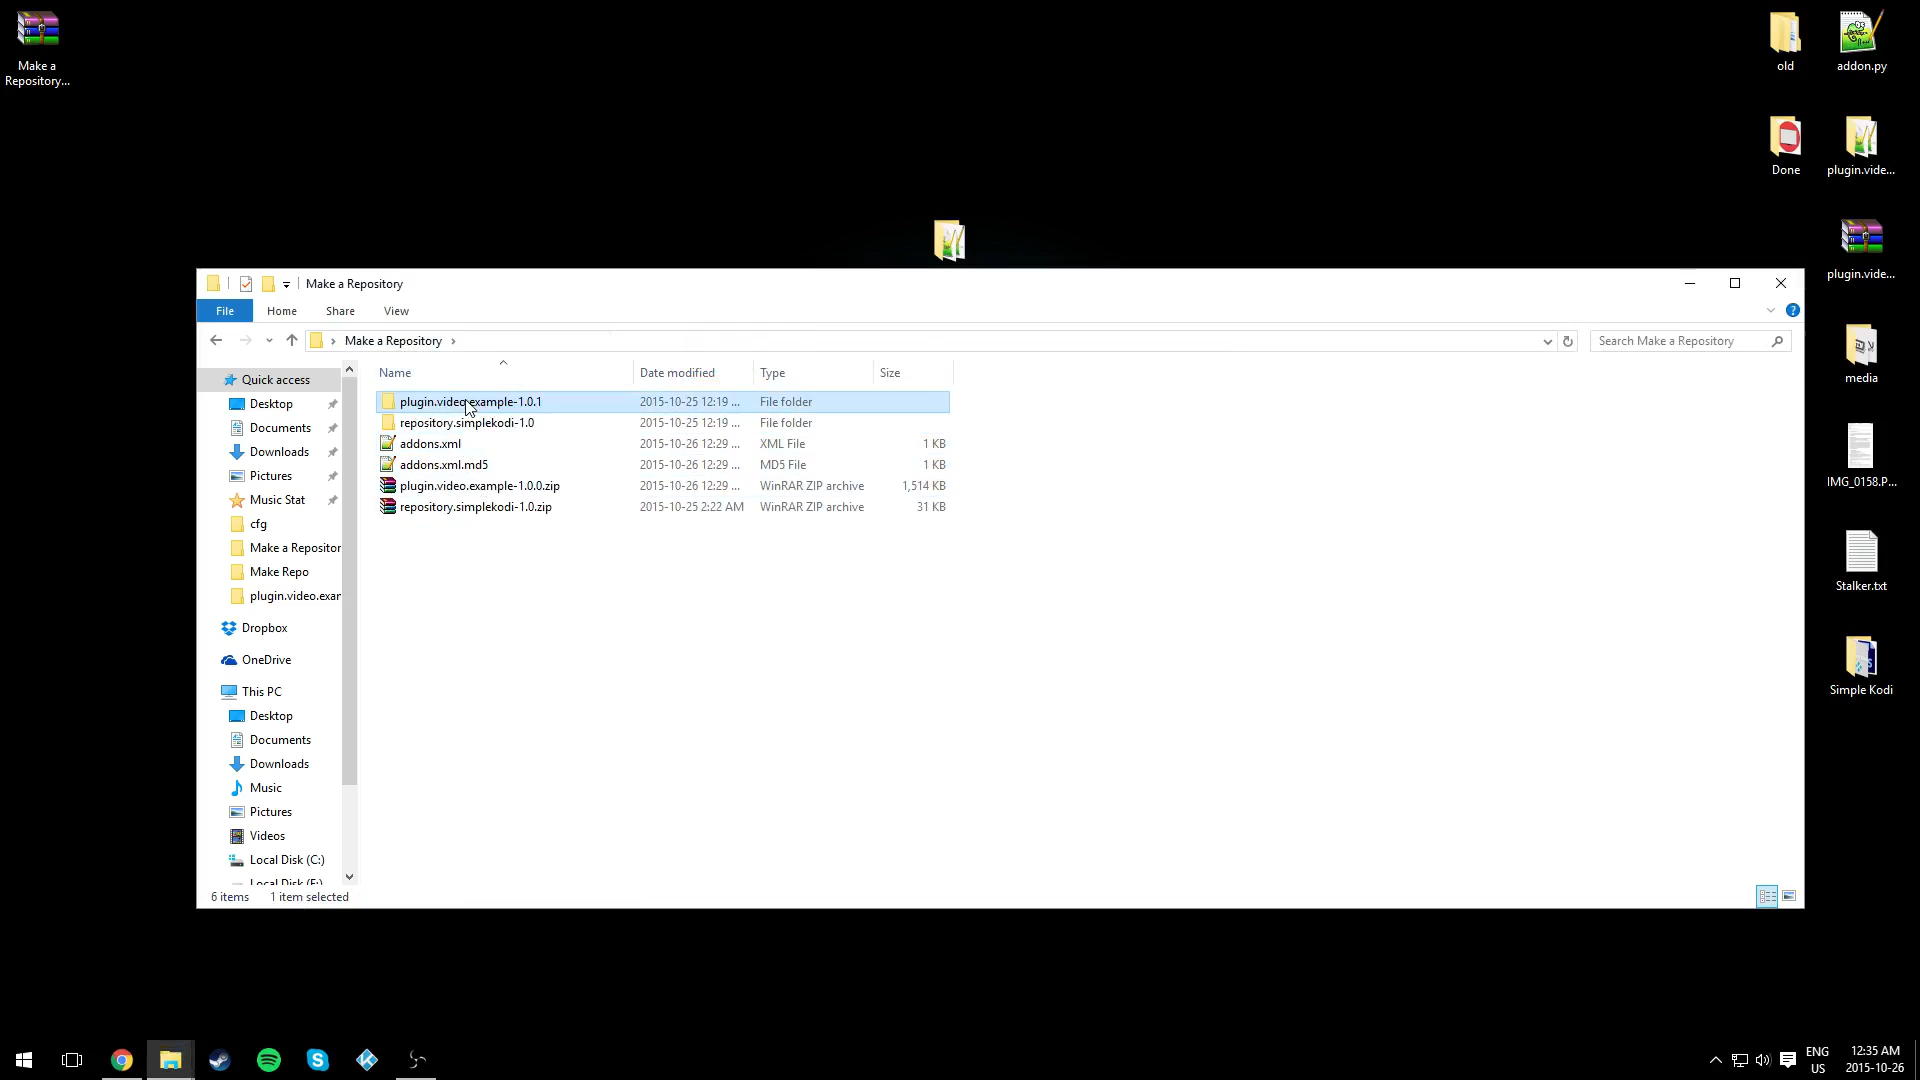 Make a
Repository...
old
addon.py
Done
plugin.vide...
plugin.vide...
media
IMG_0158.P...
Stalker.txt
Simple Kodi
Make a Repository
File
Home
Share
View
Make a Repository
Search Make a Repository
Name
Date modified
Type
Size
plugin.video.example-1.0.1 2015-10-25 12:19 ... File folder
repository.simplekodi-1.0 2015-10-25 12:19 ... File folder
addons.xml 2015-10-26 12:29 ... XML File 1 KB
addons.xml.md5 2015-10-26 12:29 ... MD5 File 1 KB
plugin.video.example-1.0.0.zip 2015-10-26 12:29 ... WinRAR ZIP archive 1,514 KB
repository.simplekodi-1.0.zip 2015-10-25 2:22 AM WinRAR ZIP archive 31 KB
Quick access
Desktop
Documents
Downloads
Pictures
Music Stat
cfg
Make a Repositor
Make Repo
plugin.video.exar
Dropbox
OneDrive
This PC
Desktop
Documents
Downloads
Music
Pictures
Videos
Local Disk (C:)
Local Disk (F:)
6 items
1 item selected
ENG
US
12:35 AM
2015-10-26